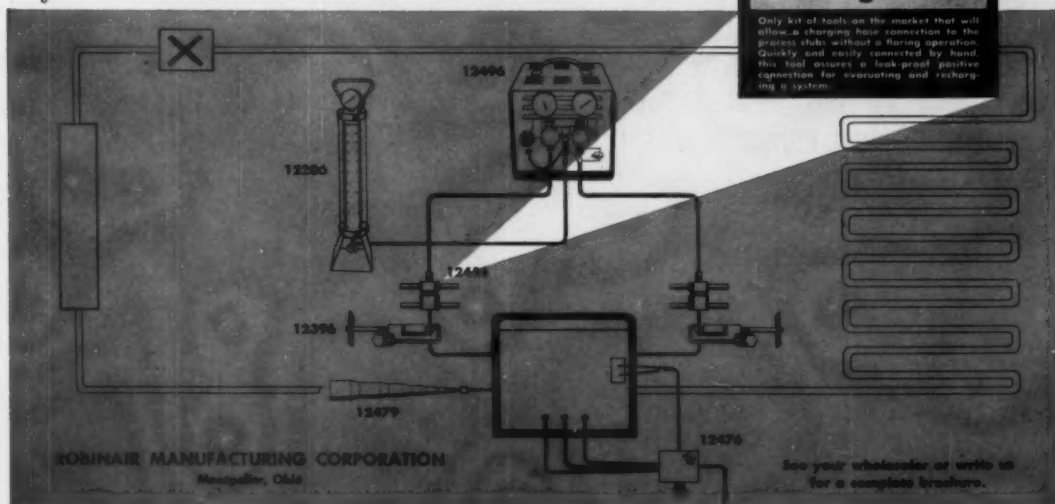 Only kit of tools on the market that will
allow a charging hose connection to the
process stubs without a flaring operation.
Quickly and easily connected by hand,
this tool assures a leak-proof positive
connection for evacuating and recharg-
ing a system.
12496
12286
12488
12396
12479
12476
ROBINAIR MANUFACTURING CORPORATION
Montpelier, Ohio
See your wholesaler or write us
for a complete brochure.